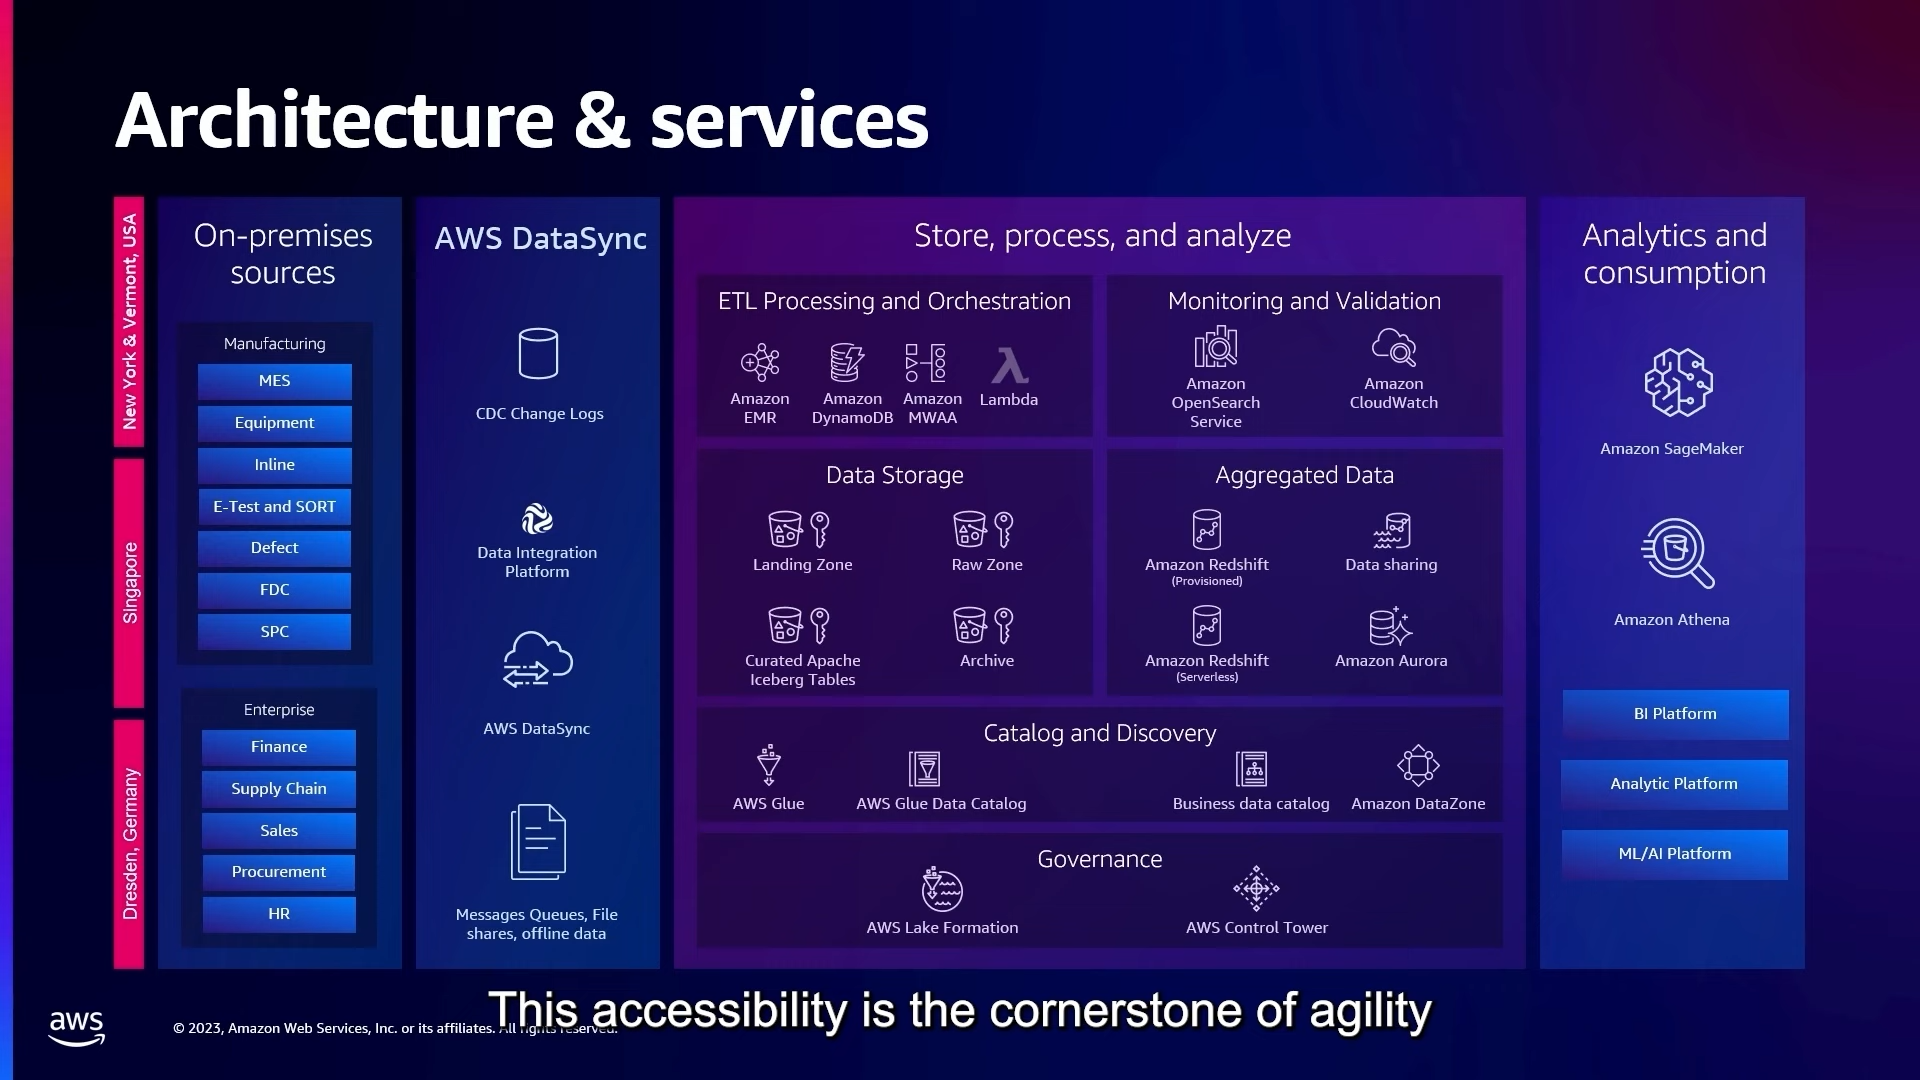 Architecture & services
New York & Vermont, USA
Singapore
Dresden, Germany
On-premises
sources
Manufacturing
MES
Equipment
Inline
E-Test and SORT
Defect
FDC
SPC
Enterprise
Finance
Supply Chain
Sales
Procurement
HR
AWS DataSync
CDC Change Logs
Data Integration
Platform
AWS DataSync
Messages Queues, File
shares, offline data
Store, process, and analyze
ETL Processing and Orchestration
Amazon
EMR
Amazon
DynamoDB
Amazon
MWAA
Lambda
Monitoring and Validation
Amazon
OpenSearch
Service
Amazon
CloudWatch
Data Storage
Landing Zone
Raw Zone
Curated Apache
Iceberg Tables
Archive
Aggregated Data
Amazon Redshift
(Provisioned)
Data sharing
Amazon Redshift
(Serverless)
Amazon Aurora
Catalog and Discovery
AWS Glue
AWS Glue Data Catalog
Business data catalog
Amazon DataZone
Governance
AWS Lake Formation
AWS Control Tower
Analytics and
consumption
Amazon SageMaker
Amazon Athena
BI Platform
Analytic Platform
ML/AI Platform
This accessibility is the cornerstone of agility
aws
© 2023, Amazon Web Services, Inc. or its affiliates. All rights reserved.